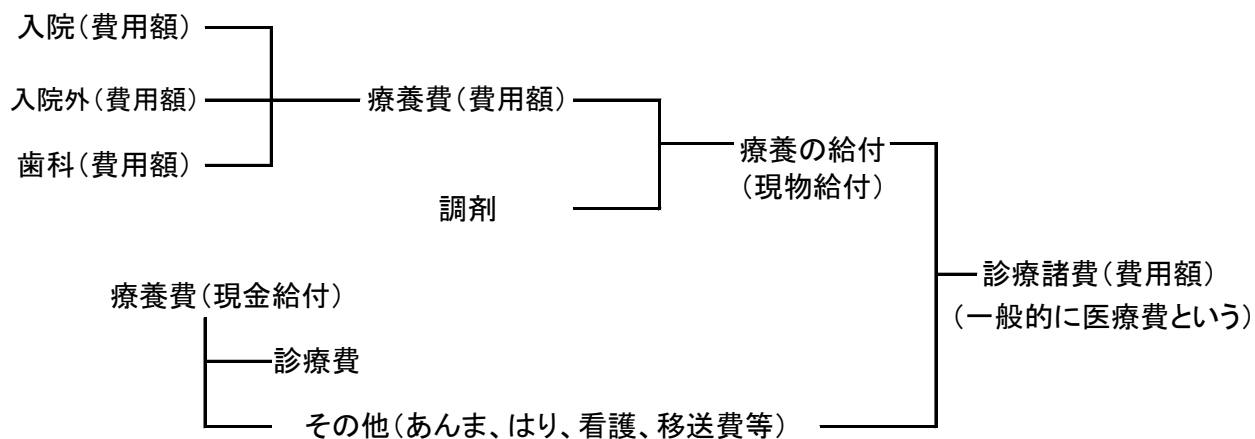 入院（費用額）
入院外（費用額）
歯科（費用額）
療養費（費用額）
調剤
療養の給付
（現物給付）
療養費（現金給付）
診療費
その他（あんま、はり、看護、移送費等）
診療諸費（費用額）
（一般的に医療費という）